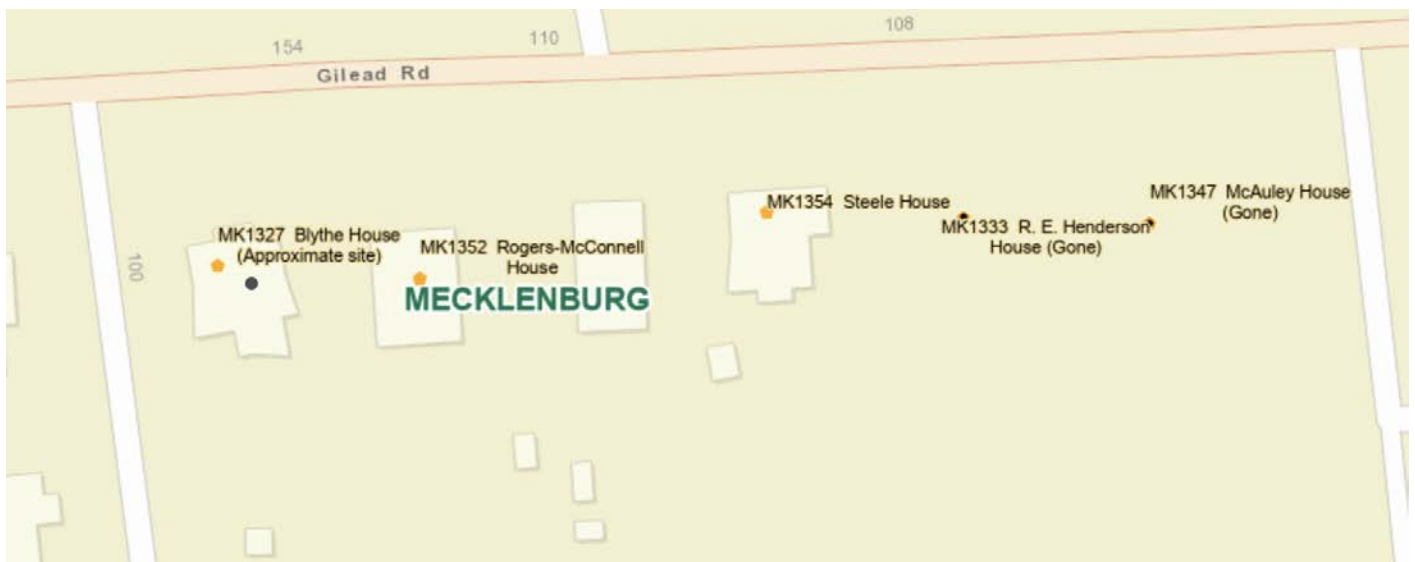 154
110
108
Gilead Rd
100
MK1327 Blythe House
(Approximate site)
MK1352 Rogers-McConnell
House
MECKLENBURG
MK1354 Steele House
MK1333 R. E. Henderson
House (Gone)
MK1347 McAuley House
(Gone)